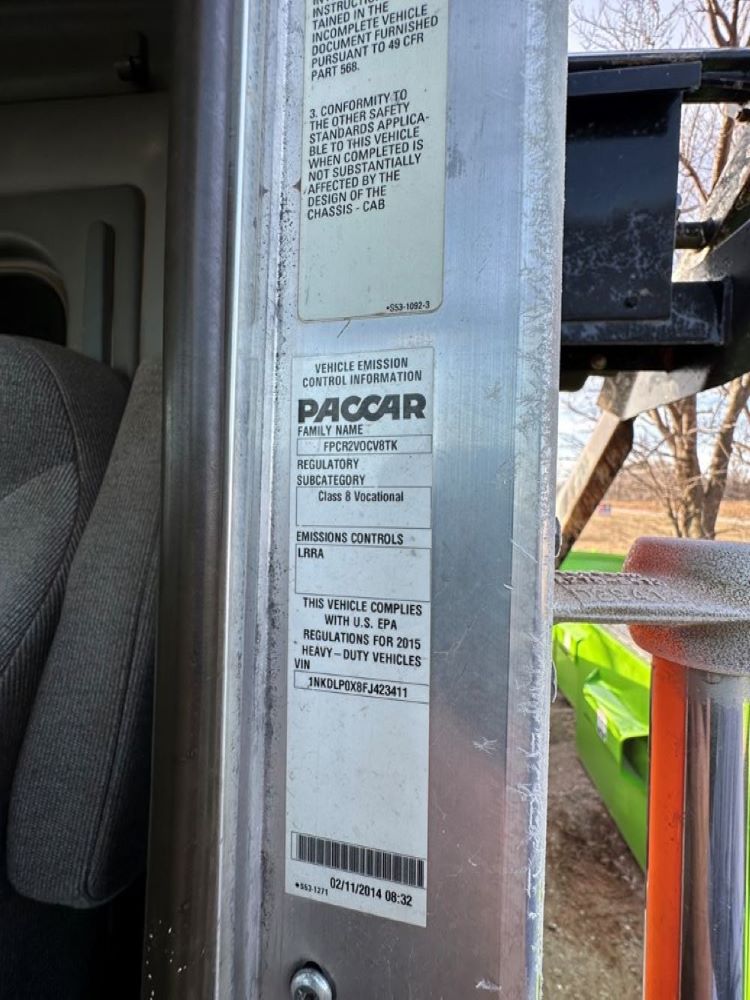 INSTRUCTIONS
TAINED IN THE
INCOMPLETE VEHICLE
DOCUMENT FURNISHED
PURSUANT TO 49 CFR
PART 568.
3. CONFORMITY TO
THE OTHER SAFETY
STANDARDS APPLICA-
BLE TO THIS VEHICLE
WHEN COMPLETED IS
NOT SUBSTANTIALLY
AFFECTED BY THE
DESIGN OF THE
CHASSIS - CAB
*S53-1092-3
VEHICLE EMISSION
CONTROL INFORMATION
PACCAR
FAMILY NAME
FPCR2VOCV8TK
REGULATORY
SUBCATEGORY
Class 8 Vocational
EMISSIONS CONTROLS
LRRA
THIS VEHICLE COMPLIES
WITH U.S. EPA
REGULATIONS FOR 2015
HEAVY-DUTY VEHICLES
VIN
1NKDLP0X8FJ423411
*S53-1271 02/11/2014 08:32